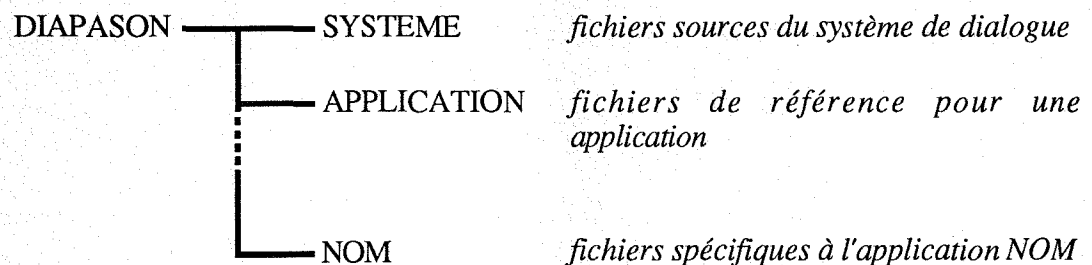 DIAPASON SYSTEME fichiers sources du système de dialogue
APPLICATION fichiers de référence pour une
application
NOM fichiers spécifiques à l'application NOM